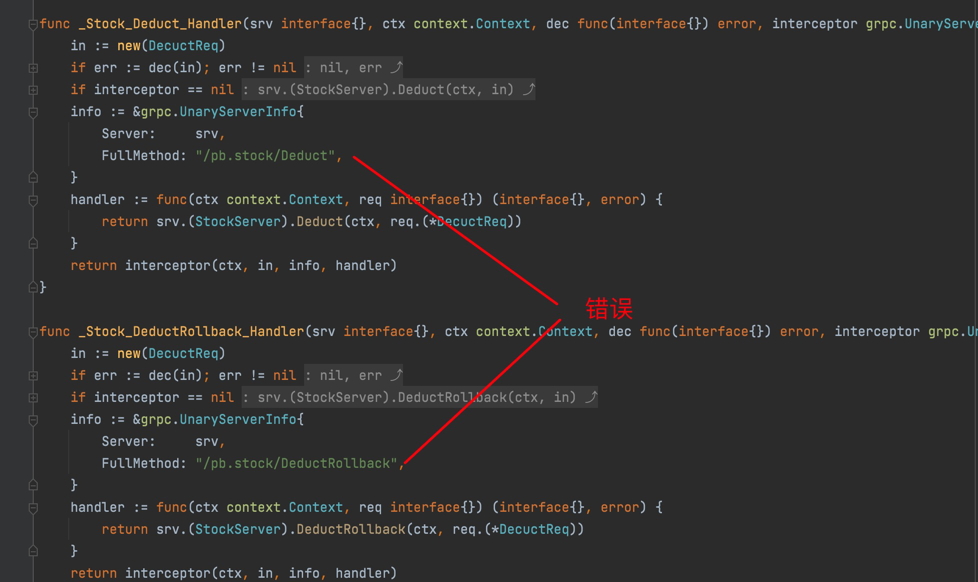 func _Stock_Deduct_Handler(srv interface{}, ctx context.Context, dec func(interface{}) error, interceptor grpc.UnaryServe
in := new(DecuctReq)
if err := dec(in); err != nil : nil, err
if interceptor == nil : srv.(StockServer).Deduct(ctx, in)
info := &grpc.UnaryServerInfo{
Server: srv,
FullMethod: "/pb.stock/Deduct",
}
handler := func(ctx context.Context, req interface{}) (interface{}, error) {
return srv.(StockServer).Deduct(ctx, req.(*DecuctReq))
}
return interceptor(ctx, in, info, handler)
}
错误
func _Stock_DeductRollback_Handler(srv interface{}, ctx context.Context, dec func(interface{}) error, interceptor grpc.Un
in := new(DecuctReq)
if err := dec(in); err != nil : nil, err
if interceptor == nil : srv.(StockServer).DeductRollback(ctx, in)
info := &grpc.UnaryServerInfo{
Server: srv,
FullMethod: "/pb.stock/DeductRollback",
}
handler := func(ctx context.Context, req interface{}) (interface{}, error) {
return srv.(StockServer).DeductRollback(ctx, req.(*DecuctReq))
}
return interceptor(ctx, in, info, handler)